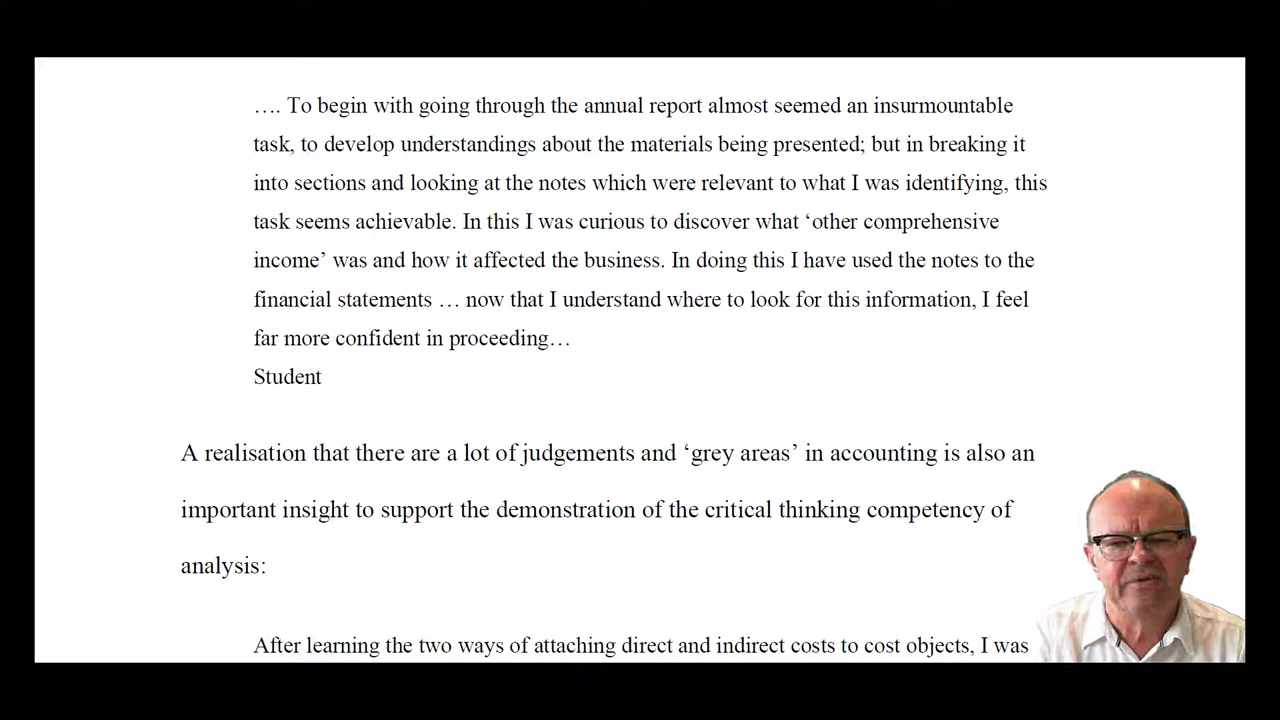 …. To begin with going through the annual report almost seemed an insurmountable
task, to develop understandings about the materials being presented; but in breaking it
into sections and looking at the notes which were relevant to what I was identifying, this
task seems achievable. In this I was curious to discover what ‘other comprehensive
income’ was and how it affected the business. In doing this I have used the notes to the
financial statements … now that I understand where to look for this information, I feel
far more confident in proceeding…
Student
A realisation that there are a lot of judgements and ‘grey areas’ in accounting is also an
important insight to support the demonstration of the critical thinking competency of
analysis:
After learning the two ways of attaching direct and indirect costs to cost objects, I was